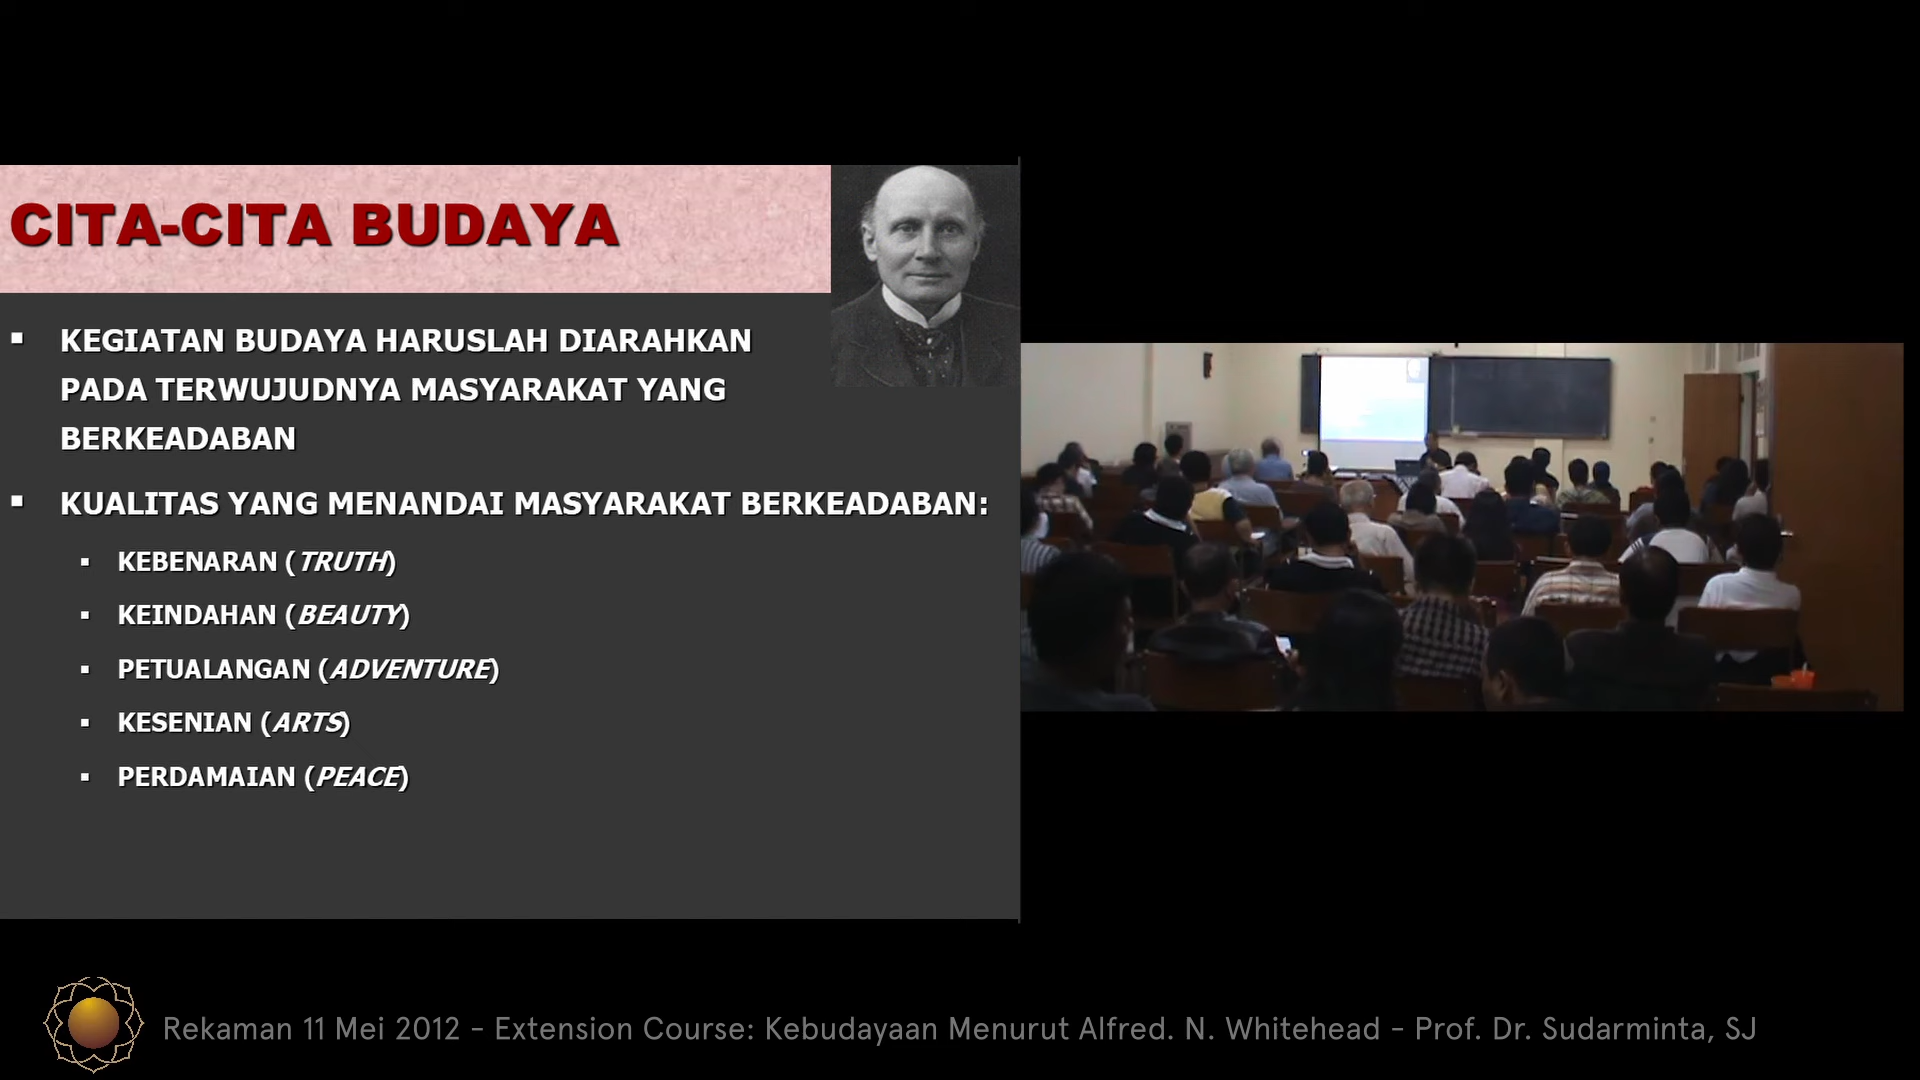 CITA-CITA BUDAYA
▪ KEGIATAN BUDAYA HARUSLAH DIARAHKAN
PADA TERWUJUDNYA MASYARAKAT YANG
BERKEADABAN
▪ KUALITAS YANG MENANDAI MASYARAKAT BERKEADABAN:
▪ KEBENARAN (TRUTH)
▪ KEINDAHAN (BEAUTY)
▪ PETUALANGAN (ADVENTURE)
▪ KESENIAN (ARTS)
▪ PERDAMAIAN (PEACE)
Rekaman 11 Mei 2012 - Extension Course: Kebudayaan Menurut Alfred. N. Whitehead - Prof. Dr. Sudarminta, SJ